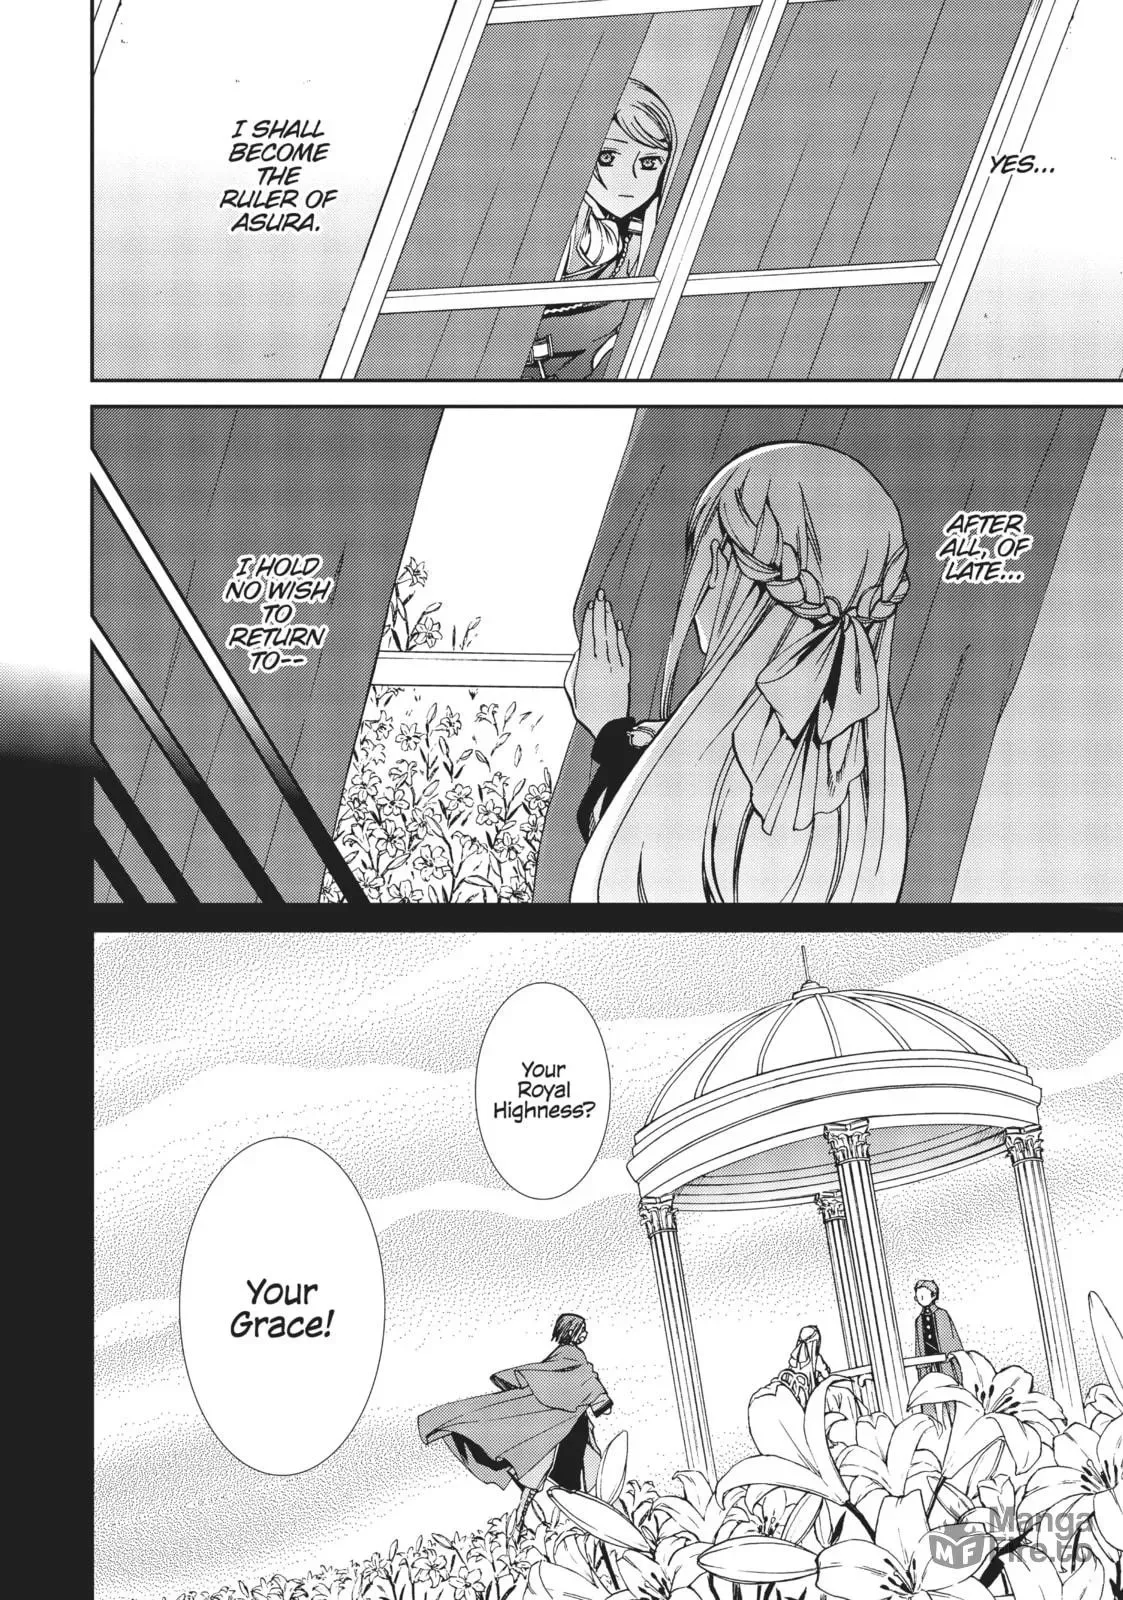 YES...
I SHALL
BECOME
THE
RULER OF
ASURA.
AFTER
ALL, OF
LATE...
I HOLD
NO WISH
TO
RETURN
TO--
Your
Royal
Highness?
Your
Grace!
MF
Manga
Fire.to